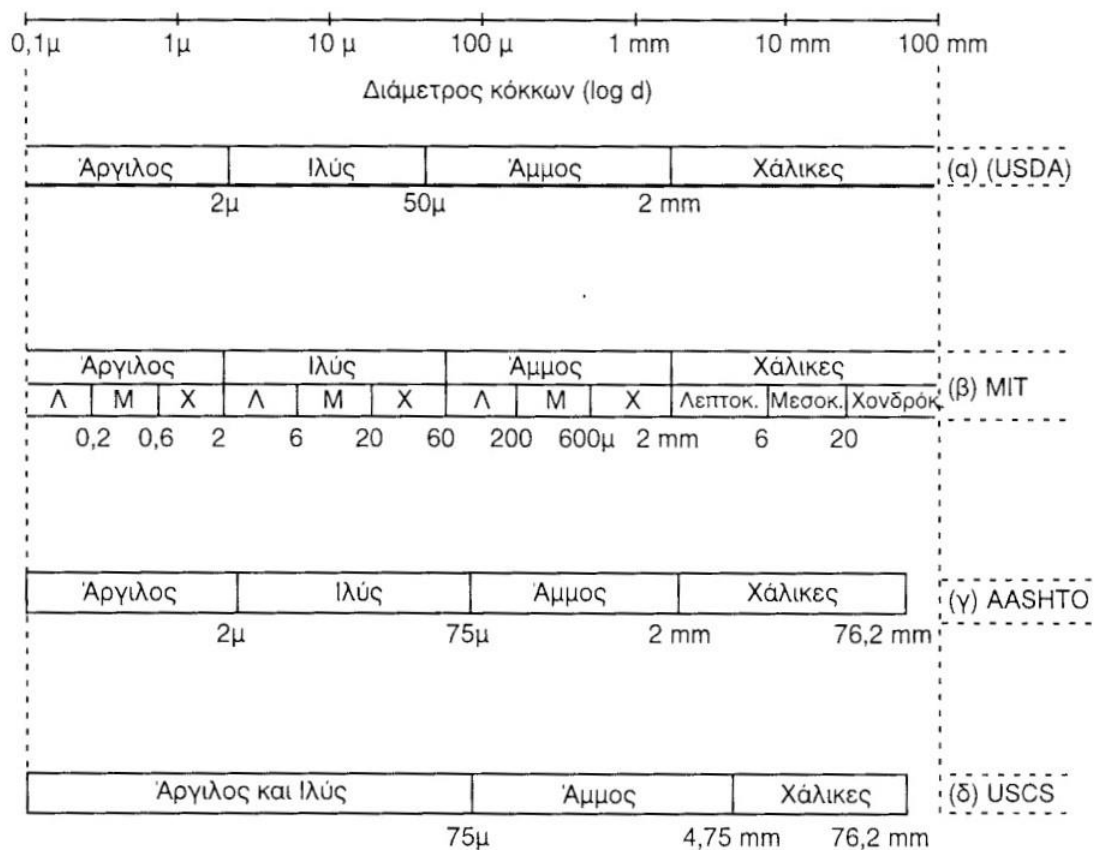 0,1μ 1μ 10 μ 100 μ 1 mm 10 mm 100 mm
Διάμετρος κόκκων (log d)
Άργιλος Ιλύς Άμμος Χάλικες (α) (USDA)
2μ 50μ 2 mm
Άργιλος Ιλύς Άμμος Χάλικες
(β) MIT
Λ Μ Χ Λ Μ Χ Λ Μ Χ Λεπτοκ. Μεσοκ. Χονδρόκ
0,2 0,6 2 6 20 60 200 600μ 2 mm 6 20
Άργιλος Ιλύς Άμμος Χάλικες (γ) AASHTO
2μ 75μ 2 mm 76,2 mm
Άργιλος και Ιλύς Άμμος Χάλικες (δ) USCS
75μ 4,75 mm 76,2 mm